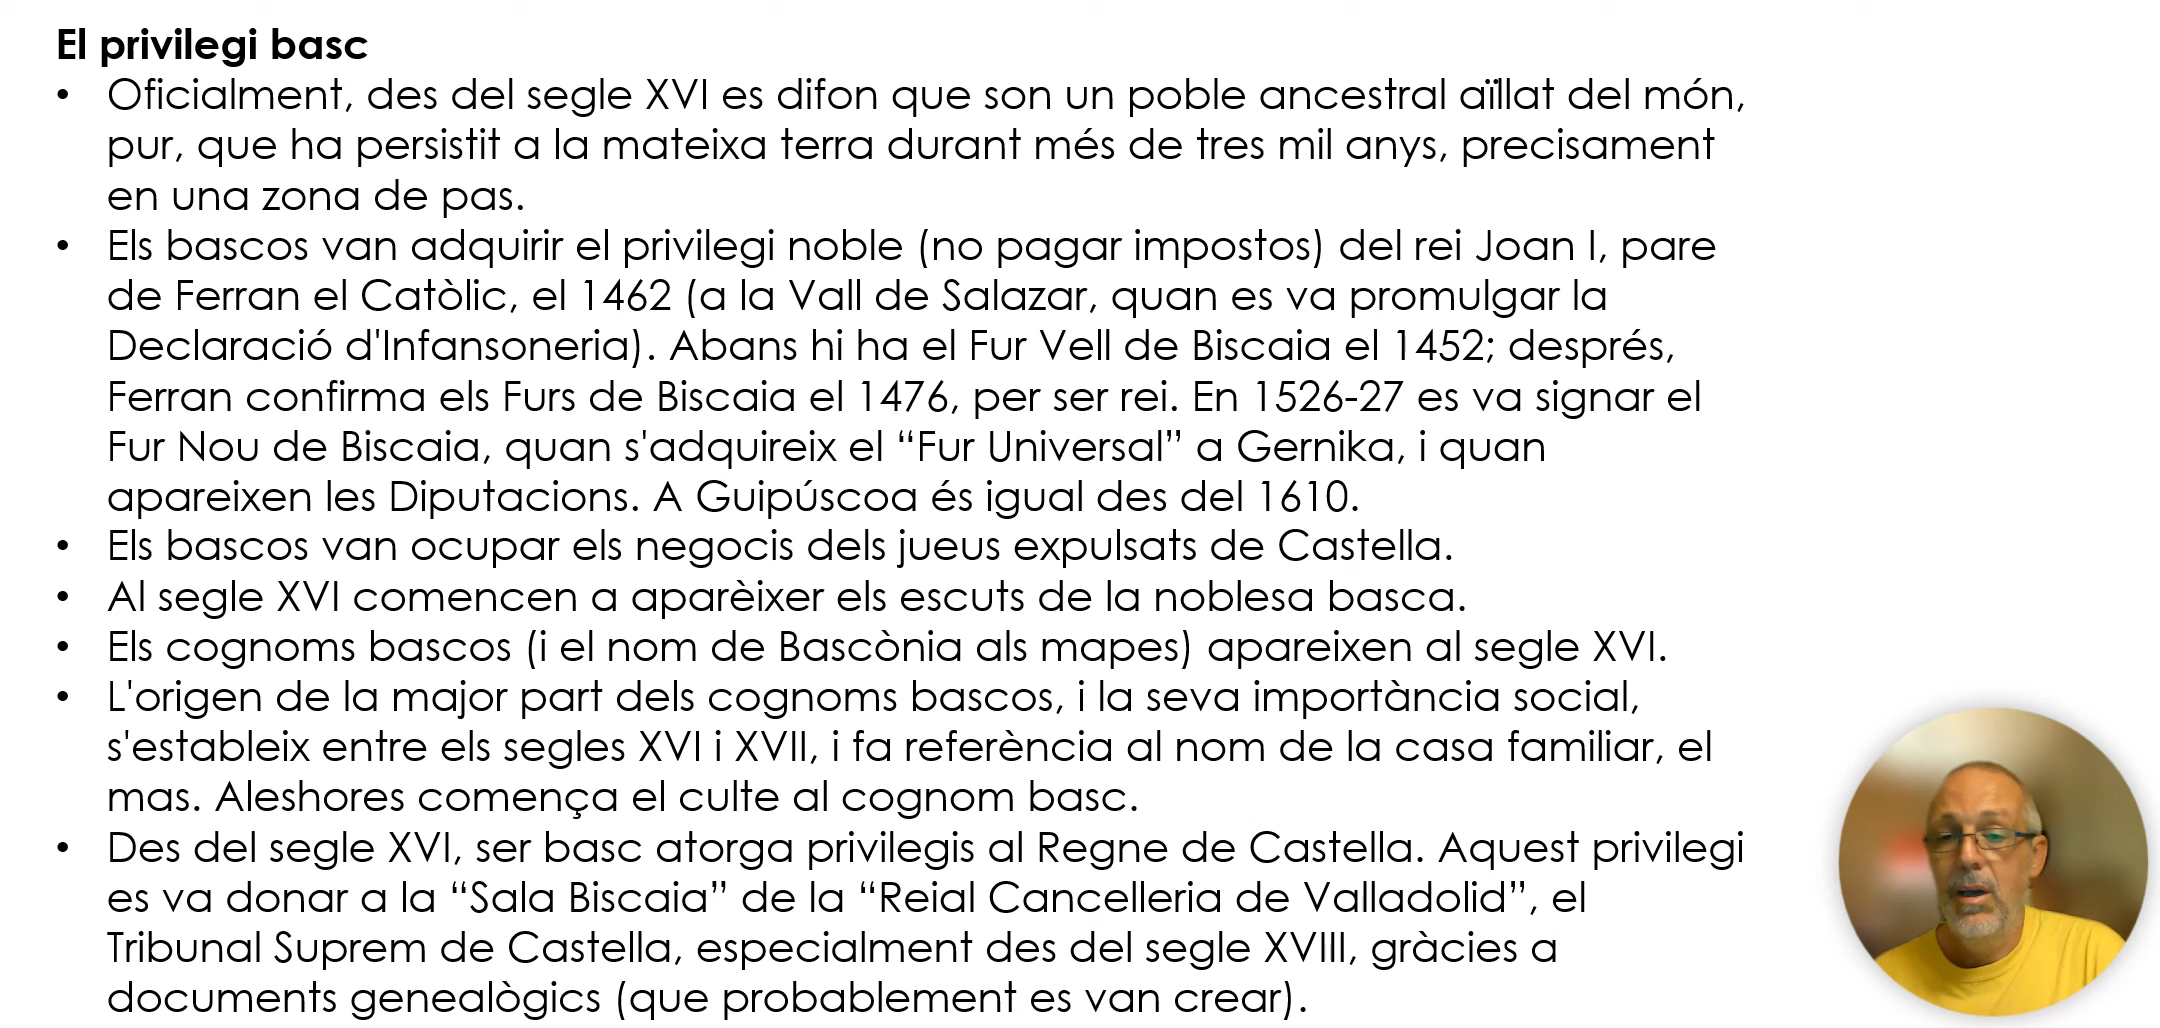 El privilegi basc
• Oficialment, des del segle XVI es difon que son un poble ancestral aïllat del món,
pur, que ha persistit a la mateixa terra durant més de tres mil anys, precisament
en una zona de pas.
• Els bascos van adquirir el privilegi noble (no pagar impostos) del rei Joan I, pare
de Ferran el Catòlic, el 1462 (a la Vall de Salazar, quan es va promulgar la
Declaració d'Infansoneria). Abans hi ha el Fur Vell de Biscaia el 1452; després,
Ferran confirma els Furs de Biscaia el 1476, per ser rei. En 1526-27 es va signar el
Fur Nou de Biscaia, quan s'adquireix el “Fur Universal” a Gernika, i quan
apareixen les Diputacions. A Guipúscoa és igual des del 1610.
• Els bascos van ocupar els negocis dels jueus expulsats de Castella.
• Al segle XVI comencen a aparèixer els escuts de la noblesa basca.
• Els cognoms bascos (i el nom de Bascònia als mapes) apareixen al segle XVI.
• L'origen de la major part dels cognoms bascos, i la seva importància social,
s'estableix entre els segles XVI i XVII, i fa referència al nom de la casa familiar, el
mas. Aleshores comença el culte al cognom basc.
• Des del segle XVI, ser basc atorga privilegis al Regne de Castella. Aquest privilegi
es va donar a la “Sala Biscaia” de la “Reial Cancelleria de Valladolid”, el
Tribunal Suprem de Castella, especialment des del segle XVIII, gràcies a
documents genealògics (que probablement es van crear).